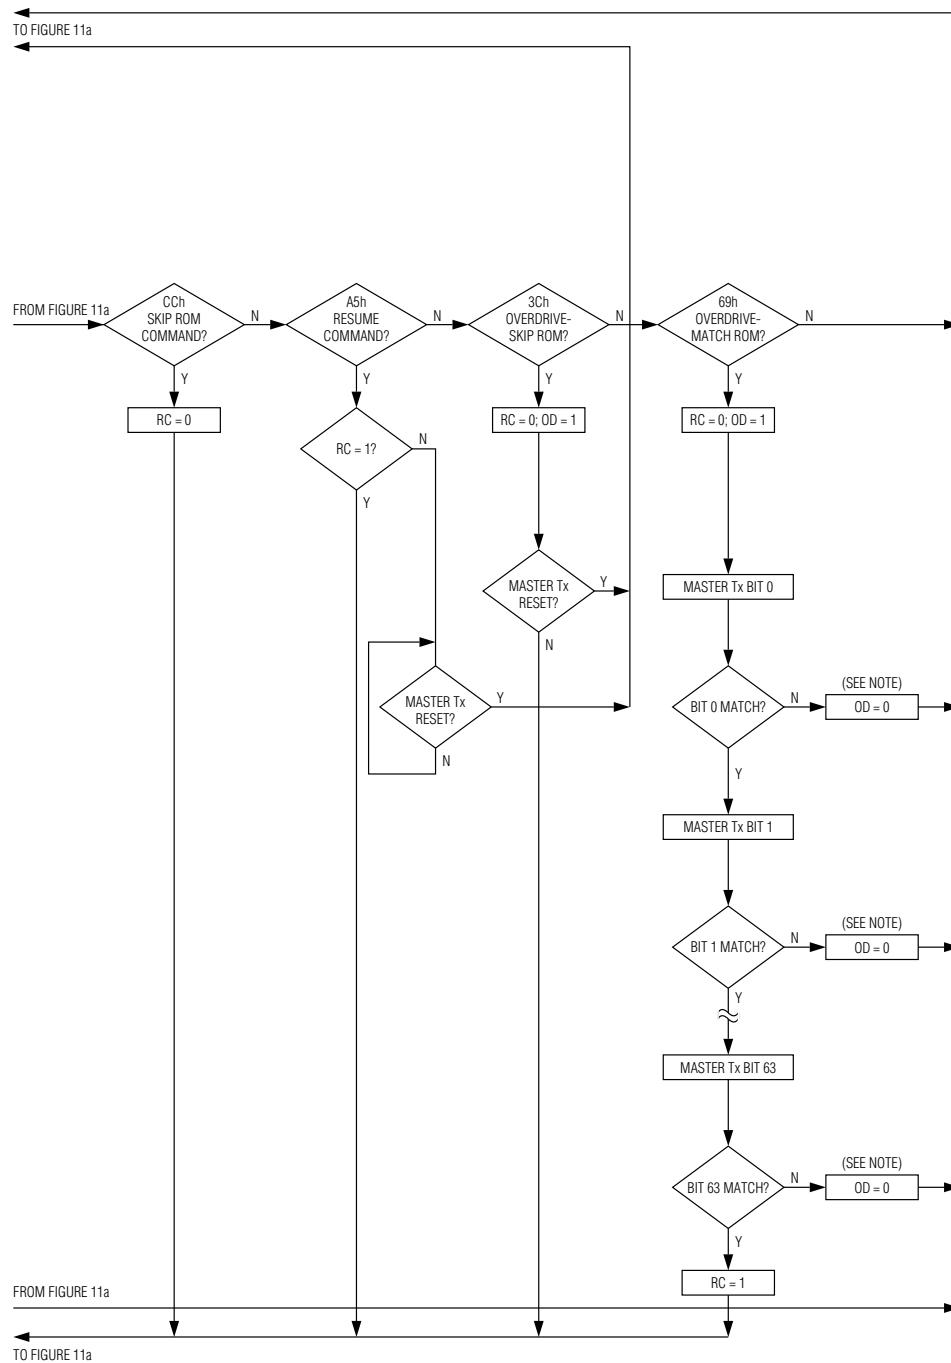 TO FIGURE 11a
FROM FIGURE 11a
CCh
SKIP ROM
COMMAND?
N
A5h
RESUME
COMMAND?
N
3Ch
OVERDRIVE-
SKIP ROM?
N
69h
OVERDRIVE-
MATCH ROM?
N
Y
Y
Y
Y
RC = 0
RC = 1?
N
Y
RC = 0; OD = 1
RC = 0; OD = 1
MASTER Tx
RESET?
Y
N
MASTER Tx BIT 0
MASTER Tx
RESET?
Y
N
BIT 0 MATCH?
N
(SEE NOTE)
OD = 0
Y
MASTER Tx BIT 1
BIT 1 MATCH?
N
(SEE NOTE)
OD = 0
Y
MASTER Tx BIT 63
BIT 63 MATCH?
N
(SEE NOTE)
OD = 0
Y
RC = 1
FROM FIGURE 11a
TO FIGURE 11a